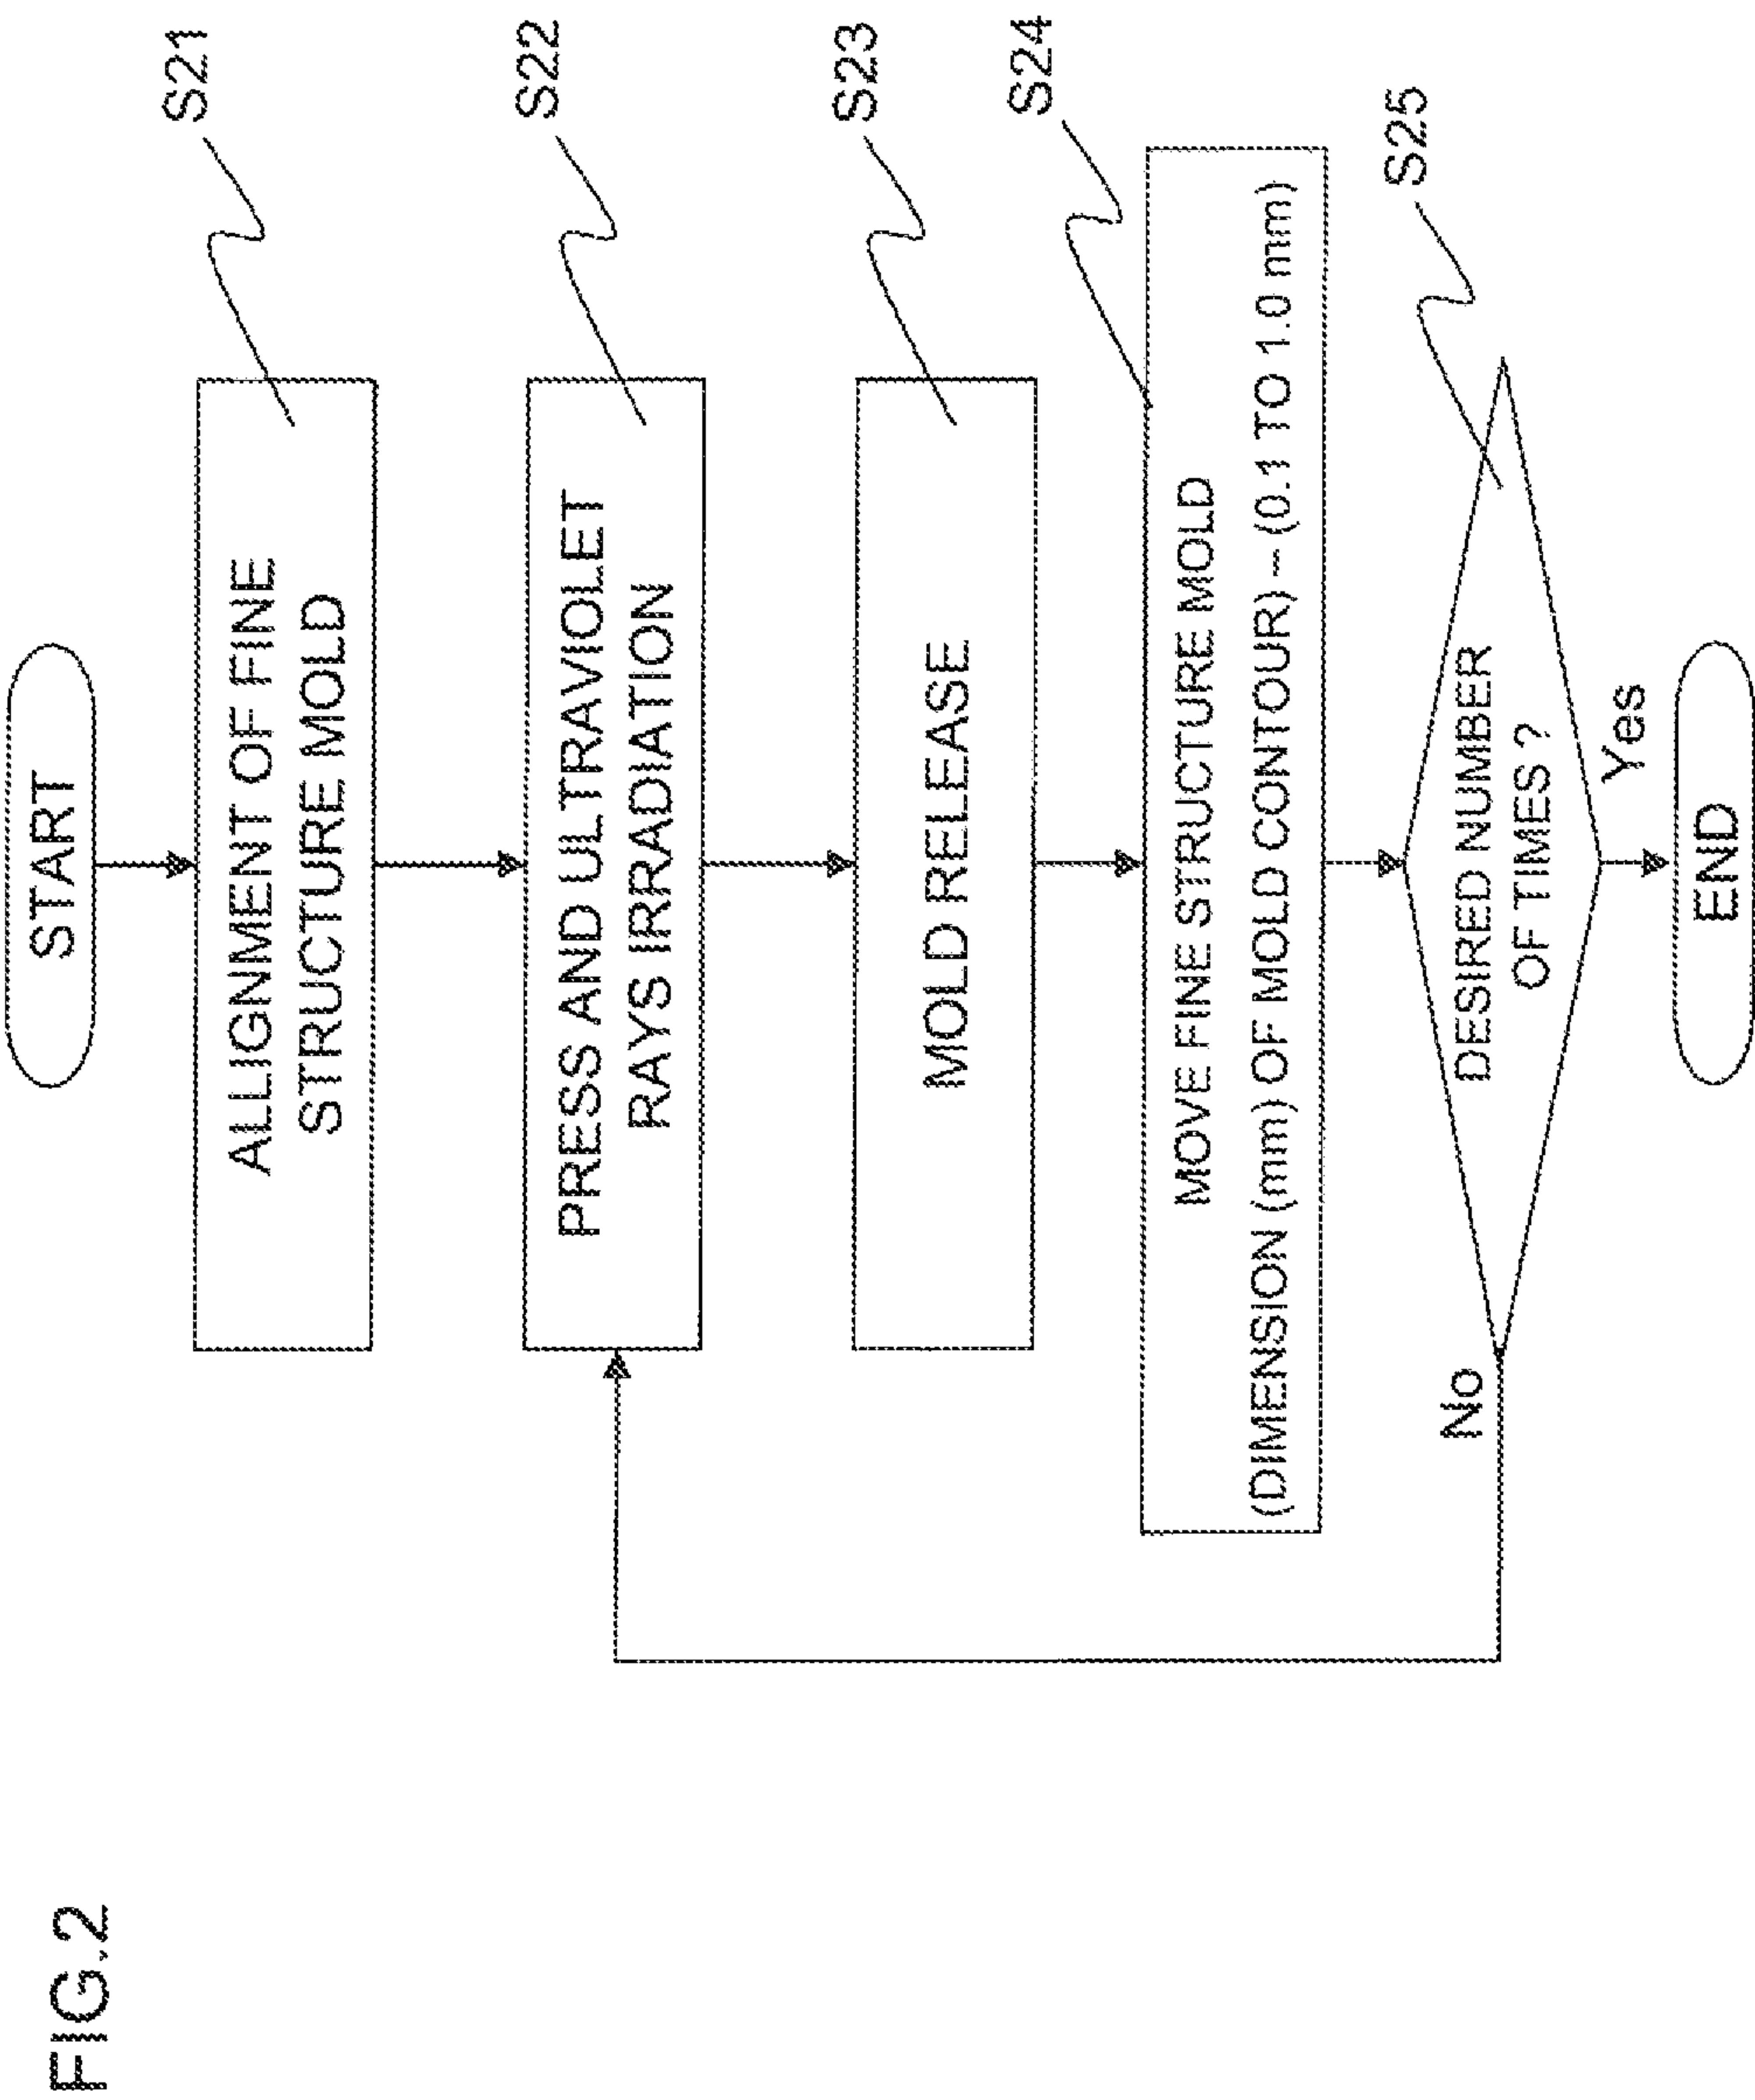 FIG.2
START
ALLIGNMENT OF FINE
STRUCTURE MOLD
S21
PRESS AND ULTRAVIOLET
RAYS IRRADIATION
S22
MOLD RELEASE
S23
MOVE FINE STRUCTURE MOLD
(DIMENSION (mm) OF MOLD CONTOUR) – (0.1 TO 1.0 mm)
S24
DESIRED NUMBER
OF TIMES ?
S25
No
Yes
END